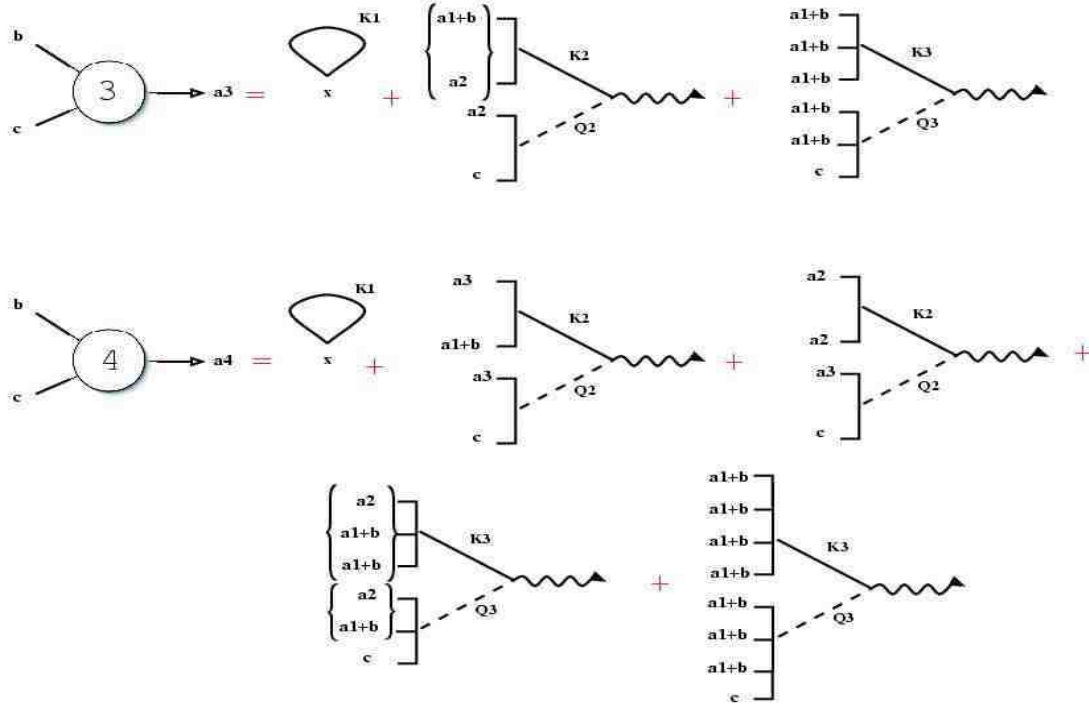 b
c
3
a3
=
K1
x
+
a1+b
a2
K2
a2
c
Q2
+
a1+b
a1+b
a1+b
K3
a1+b
a1+b
c
Q3
b
c
4
a4
=
K1
x
+
a3
a1+b
K2
a3
c
Q2
+
a2
a2
K2
a3
c
Q2
+
a2
a1+b
a1+b
K3
a2
a1+b
c
Q3
+
a1+b
a1+b
a1+b
a1+b
K3
a1+b
a1+b
a1+b
c
Q3